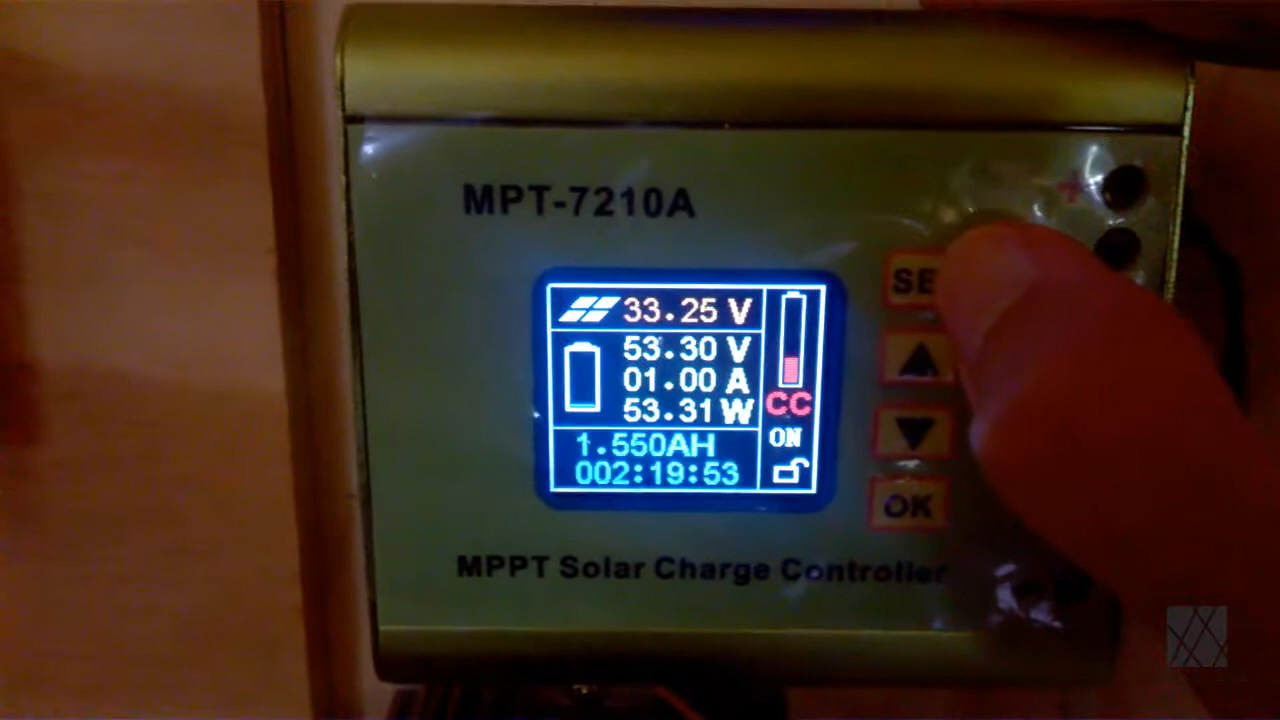 MPT-7210A
+
SE
33.25 V
53.30 V
01.00 A
53.31 W
CC
ON
1.550AH
002:19:53
OK
MPPT Solar Charge Controller